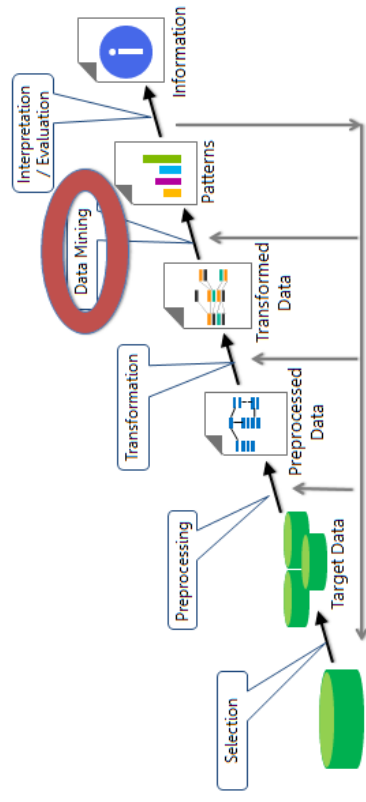 Selection
Preprocessing
Transformation
Data Mining
Interpretation
/ Evaluation
Target Data
Preprocessed
Data
Transformed
Data
Patterns
Information
i